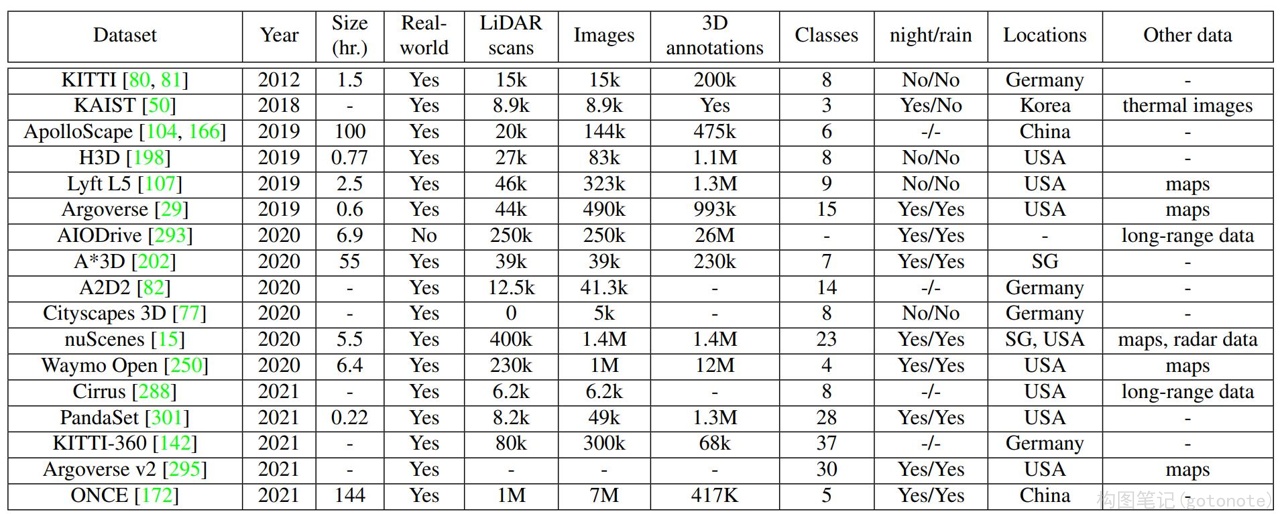 Dataset Year Size (hr.) Real-world LiDAR scans Images 3D annotations Classes night/rain Locations Other data
KITTI [80, 81] 2012 1.5 Yes 15k 15k 200k 8 No/No Germany -
KAIST [50] 2018 - Yes 8.9k 8.9k Yes 3 Yes/No Korea thermal images
ApolloScape [104, 166] 2019 100 Yes 20k 144k 475k 6 -/- China -
H3D [198] 2019 0.77 Yes 27k 83k 1.1M 8 No/No USA -
Lyft L5 [107] 2019 2.5 Yes 46k 323k 1.3M 9 No/No USA maps
Argoverse [29] 2019 0.6 Yes 44k 490k 993k 15 Yes/Yes USA maps
AIODrive [293] 2020 6.9 No 250k 250k 26M - Yes/Yes - long-range data
A*3D [202] 2020 55 Yes 39k 39k 230k 7 Yes/Yes SG -
A2D2 [82] 2020 - Yes 12.5k 41.3k - 14 -/- Germany -
Cityscapes 3D [77] 2020 - Yes 0 5k - 8 No/No Germany -
nuScenes [15] 2020 5.5 Yes 400k 1.4M 1.4M 23 Yes/Yes SG, USA maps, radar data
Waymo Open [250] 2020 6.4 Yes 230k 1M 12M 4 Yes/Yes USA maps
Cirrus [288] 2021 - Yes 6.2k 6.2k - 8 -/- USA long-range data
PandaSet [301] 2021 0.22 Yes 8.2k 49k 1.3M 28 Yes/Yes USA -
KITTI-360 [142] 2021 - Yes 80k 300k 68k 37 -/- Germany -
Argoverse v2 [295] 2021 - Yes - - - 30 Yes/Yes USA maps
ONCE [172] 2021 144 Yes 1M 7M 417K 5 Yes/Yes China -
构图笔记(gotonote)